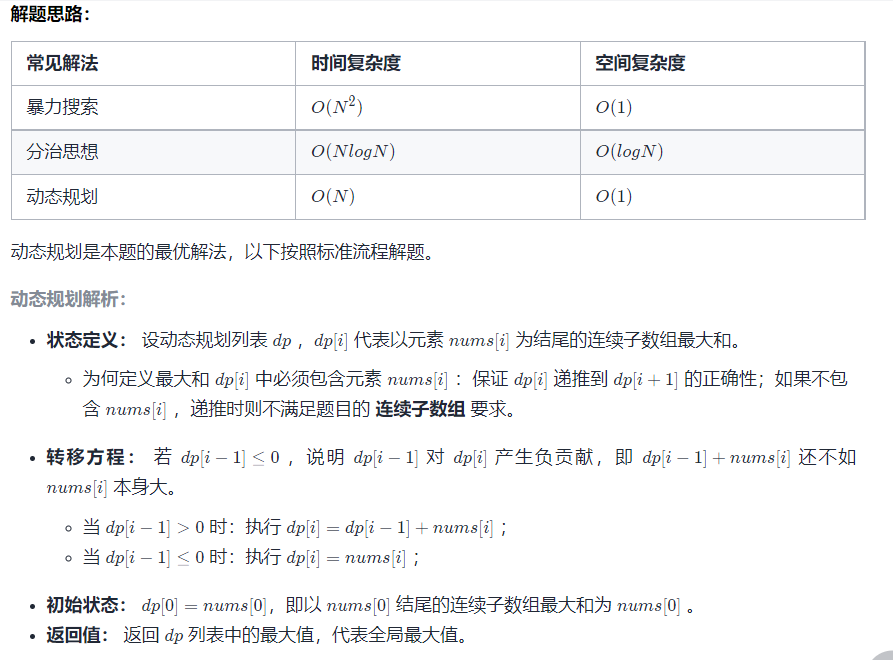 解题思路：
常见解法 时间复杂度 空间复杂度
暴力搜索 O(N²) O(1)
分治思想 O(NlogN) O(logN)
动态规划 O(N) O(1)
动态规划是本题的最优解法，以下按照标准流程解题。
动态规划解析：
• 状态定义： 设动态规划列表 dp ， dp[i] 代表以元素 nums[i] 为结尾的连续子数组最大和。
◦ 为何定义最大和 dp[i] 中必须包含元素 nums[i] ：保证 dp[i] 递推到 dp[i+1] 的正确性；如果不包
含 nums[i] ，递推时则不满足题目的 连续子数组 要求。
• 转移方程： 若 dp[i−1] ≤ 0 ，说明 dp[i−1] 对 dp[i] 产生负贡献，即 dp[i−1] + nums[i] 还不如
nums[i] 本身大。
◦ 当 dp[i−1] > 0 时：执行 dp[i] = dp[i−1] + nums[i] ；
◦ 当 dp[i−1] ≤ 0 时：执行 dp[i] = nums[i] ；
• 初始状态： dp[0] = nums[0]，即以 nums[0] 结尾的连续子数组最大和为 nums[0] 。
• 返回值： 返回 dp 列表中的最大值，代表全局最大值。